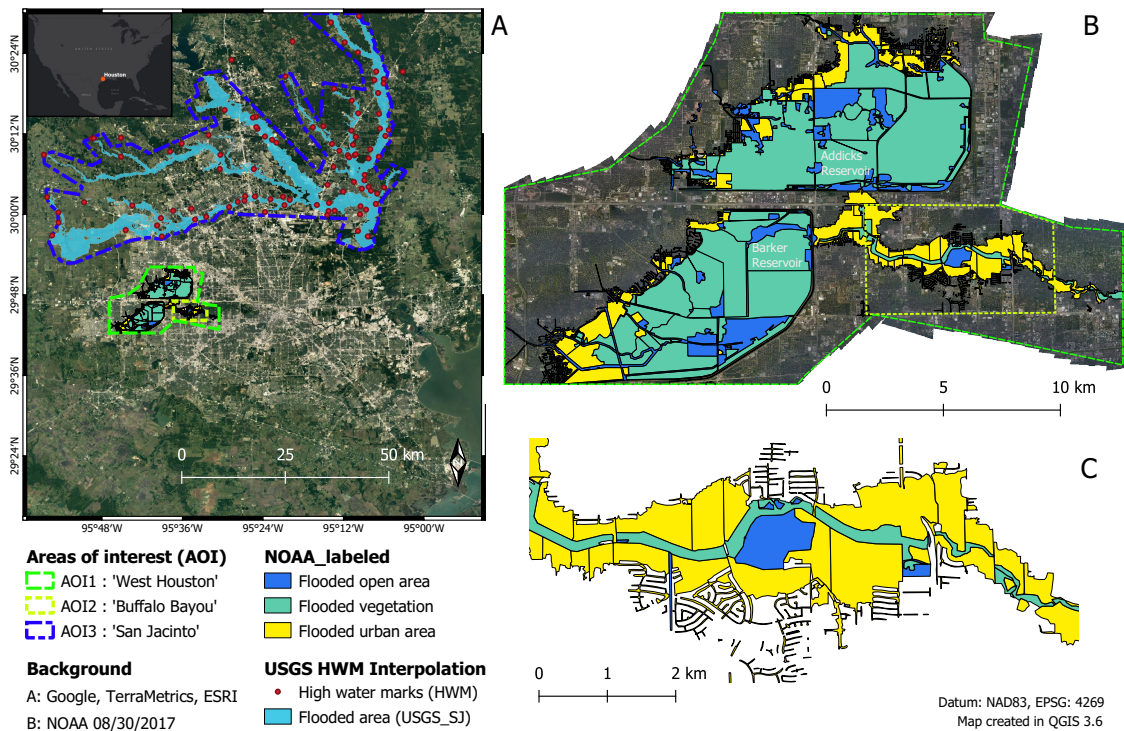 A
B
UNITED STATES
Houston
30°24'N
30°12'N
30°00'N
29°48'N
29°36'N
29°24'N
0
25
50 km
95°48'W
95°36'W
95°24'W
95°12'W
95°00'W
Addicks
Reservoir
Barker
Reservoir
0
5
10 km
C
0
2 km
Areas of interest (AOI)
AOI1 : 'West Houston'
AOI2 : 'Buffalo Bayou'
AOI3 : 'San Jacinto'
Background
A: Google, TerraMetrics, ESRI
B: NOAA 08/30/2017
NOAA_labeled
Flooded open area
Flooded vegetation
Flooded urban area
USGS HWM Interpolation
High water marks (HWM)
Flooded area (USGS_SJ)
Datum: NAD83, EPSG: 4269
Map created in QGIS 3.6